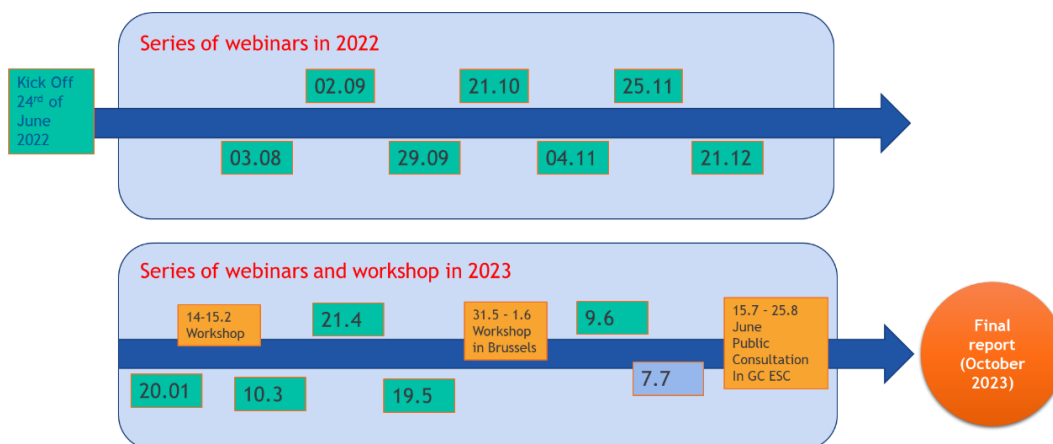 Series of webinars in 2022
Kick Off
24rd of
June
2022
02.09
21.10
25.11
03.08
29.09
04.11
21.12
Series of webinars and workshop in 2023
14-15.2
Workshop
21.4
31.5 - 1.6
Workshop
in Brussels
9.6
15.7 - 25.8
June
Public
Consultation
In GC ESC
20.01
10.3
19.5
7.7
Final
report
(October
2023)